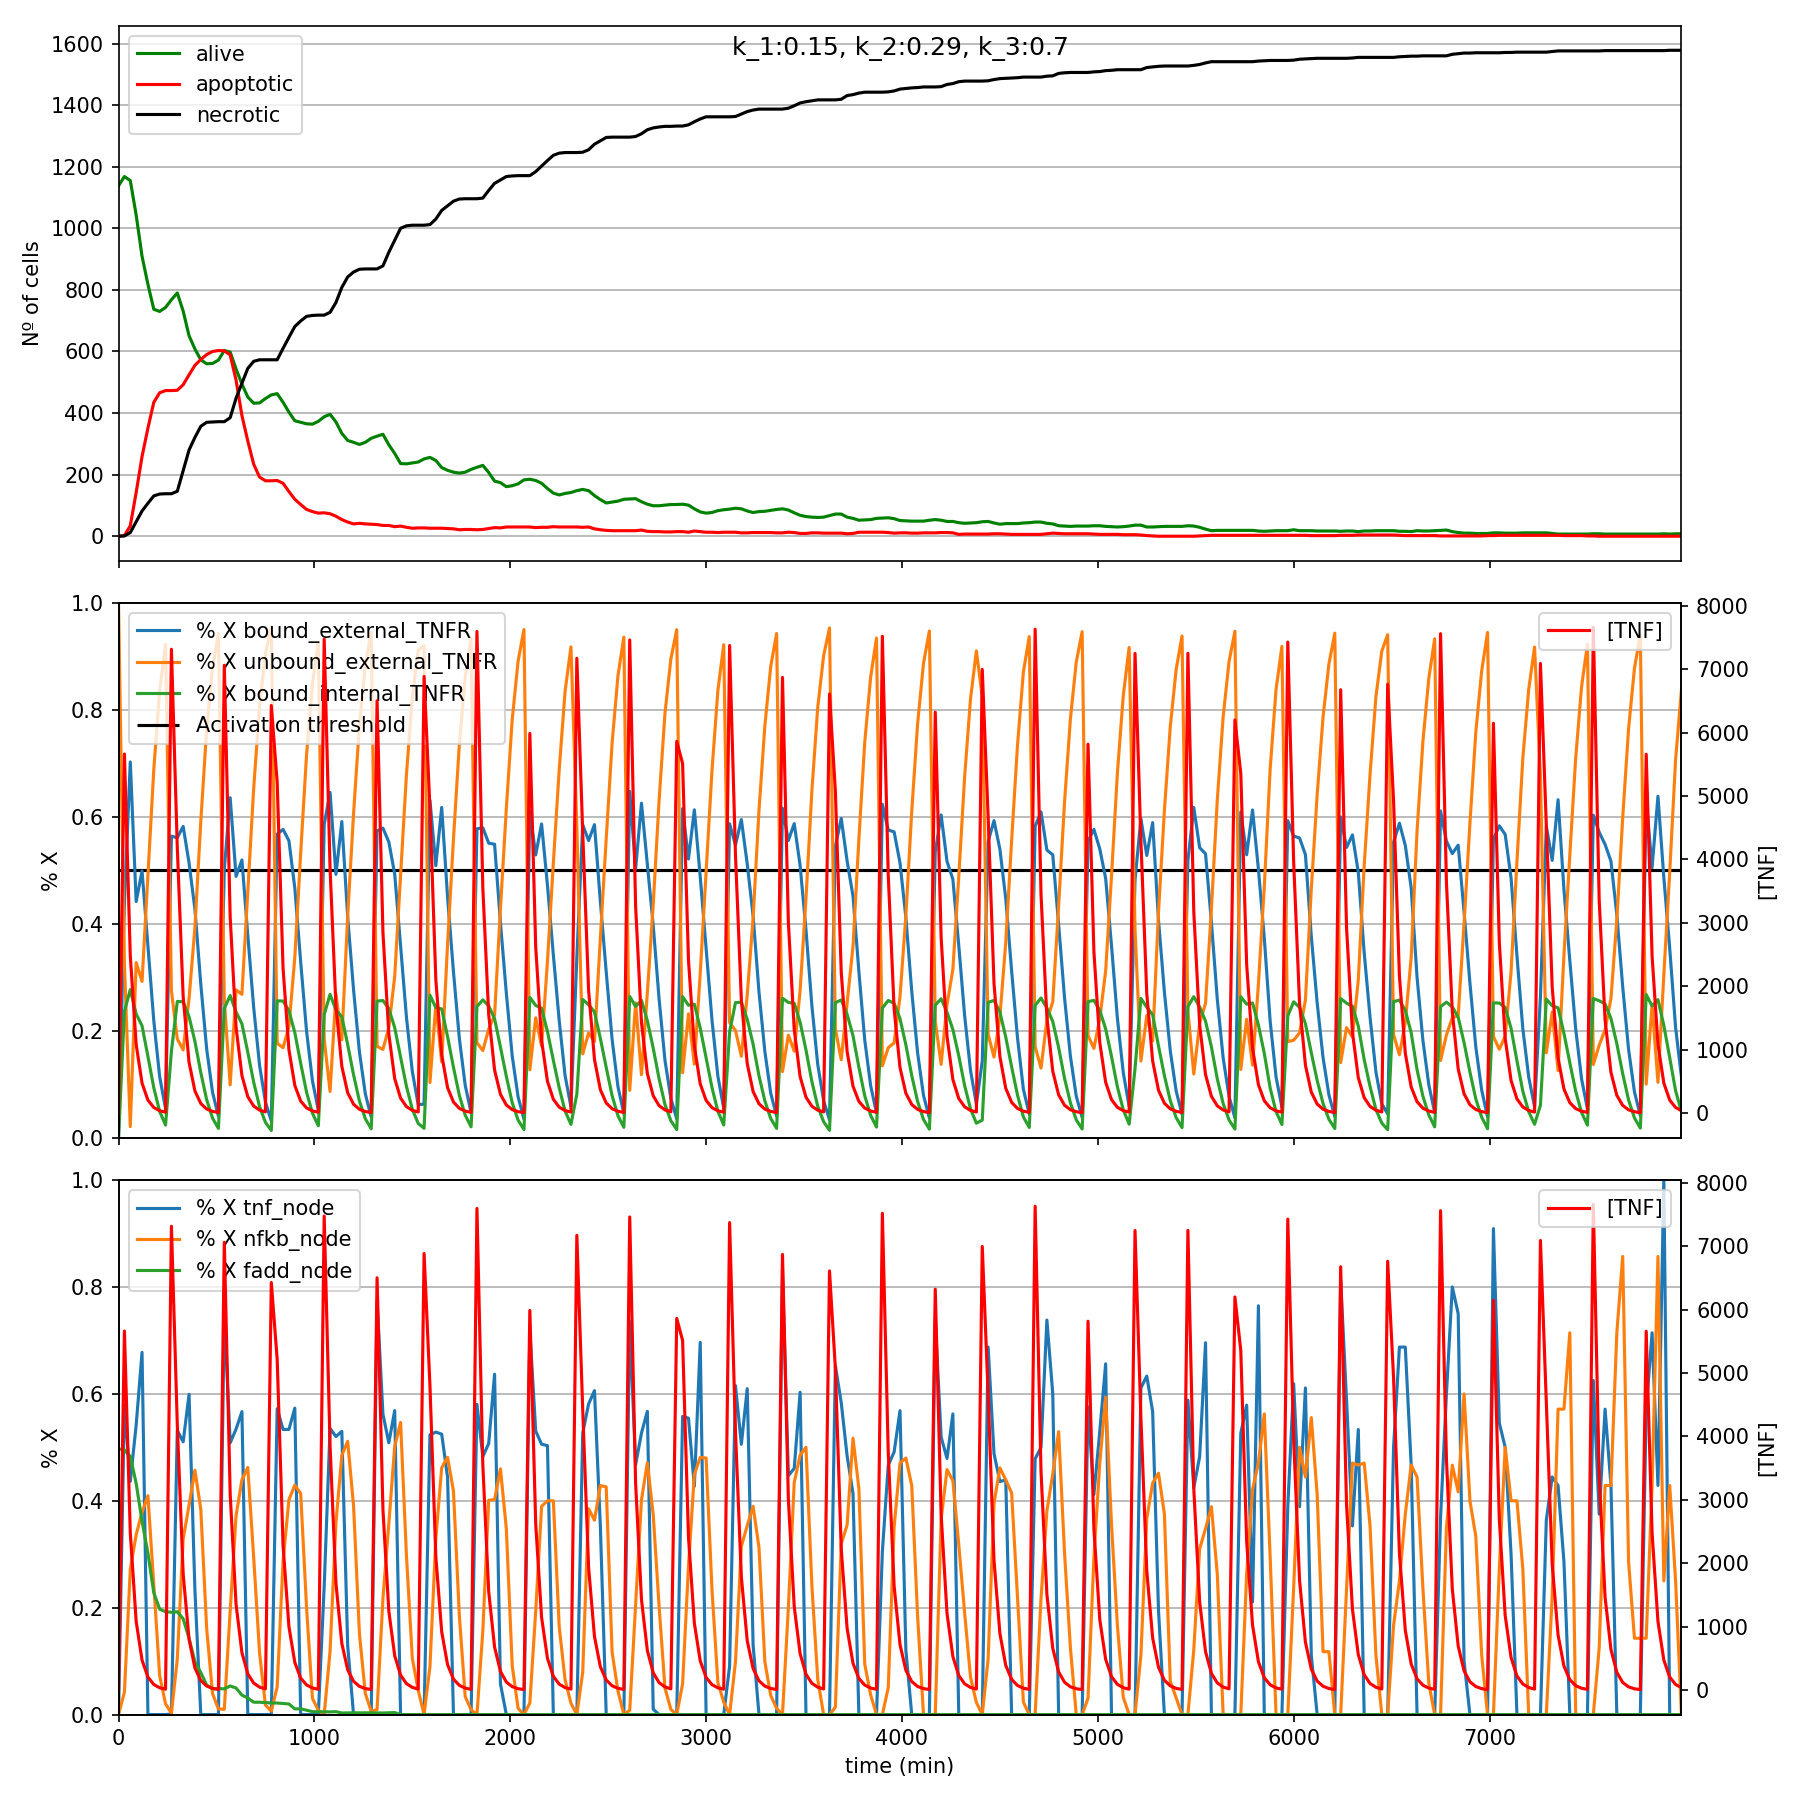 k_1:0.15, k_2:0.29, k_3:0.7
alive
apoptotic
necrotic
1600
1400
1200
1000
800
600
400
200
0
Nº of cells
% X bound_external_TNFR
% X unbound_external_TNFR
% X bound_internal_TNFR
Activation threshold
[TNF]
1.0
0.8
0.6
0.4
0.2
0.0
% X
8000
7000
6000
5000
4000
3000
2000
1000
0
[TNF]
% X tnf_node
% X nfkb_node
% X fadd_node
[TNF]
1.0
0.8
0.6
0.4
0.2
0.0
% X
8000
7000
6000
5000
4000
3000
2000
1000
0
[TNF]
0 1000 2000 3000 4000 5000 6000 7000
time (min)